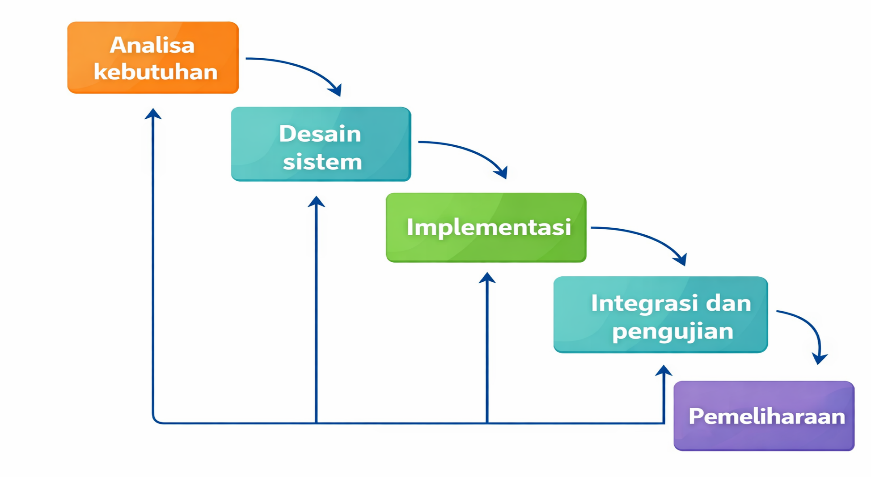 Analisa
kebutuhan
Desain
sistem
Implementasi
Integrasi dan
pengujian
Pemeliharaan